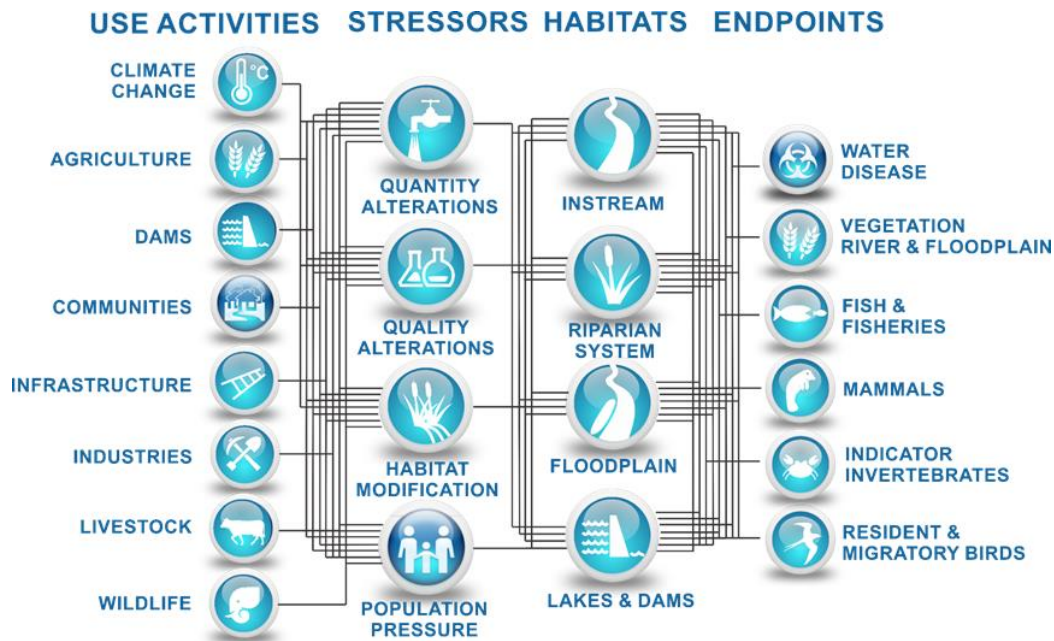 USE ACTIVITIES STRESSORS HABITATS ENDPOINTS
CLIMATE
CHANGE
°C
AGRICULTURE
DAMS
COMMUNITIES
INFRASTRUCTURE
INDUSTRIES
LIVESTOCK
WILDLIFE
QUANTITY
ALTERATIONS
QUALITY
ALTERATIONS
HABITAT
MODIFICATION
POPULATION
PRESSURE
INSTREAM
RIPARIAN
SYSTEM
FLOODPLAIN
LAKES & DAMS
WATER
DISEASE
VEGETATION
RIVER & FLOODPLAIN
FISH &
FISHERIES
MAMMALS
INDICATOR
INVERTEBRATES
RESIDENT &
MIGRATORY BIRDS